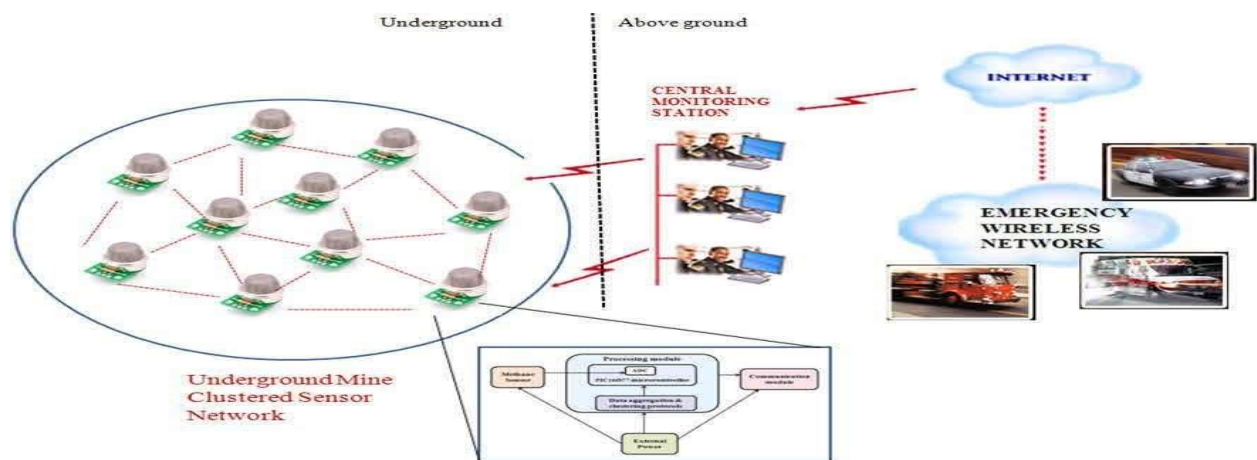 Underground
Above ground
INTERNET
CENTRAL
MONITORING
STATION
EMERGENCY
WIRELESS
NETWORK
Underground Mine
Clustered Sensor
Network
Processing module
ADC
microcontroller
Methane
Sensor
Communication
module
Data aggregation &
clustering protocols
External
Power